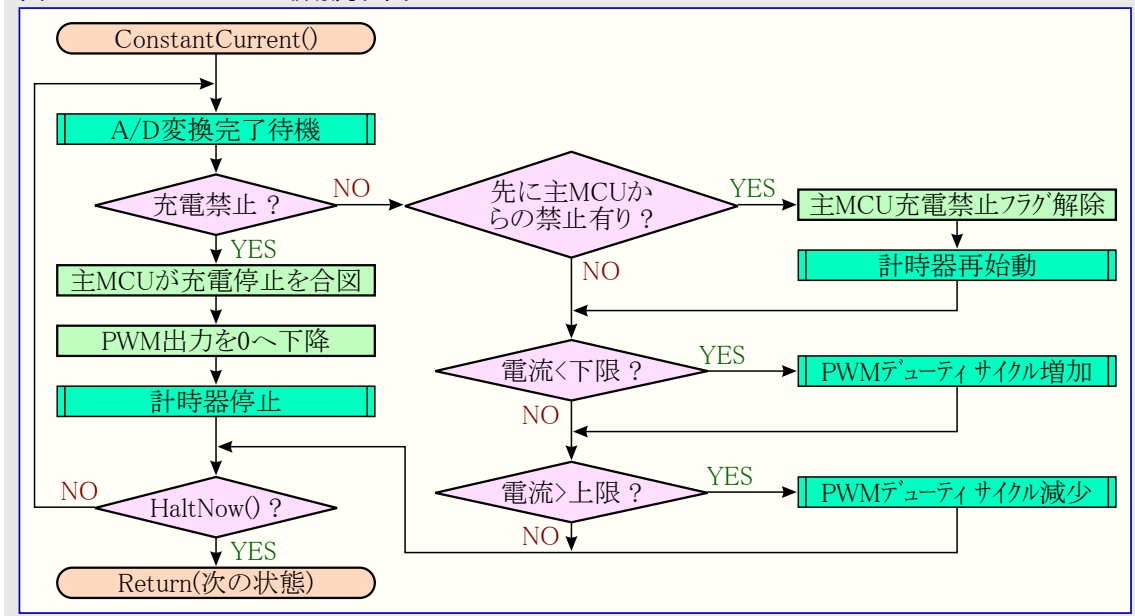 ConstantCurrent()
A/D変換完了待機
充電禁止 ?
NO
YES
主MCUが充電停止を合図
PWM出力を0へ下降
計時器停止
HaltNow() ?
NO
YES
Return(次の状態)
先に主MCUか
らの禁止有り ?
YES
NO
主MCU充電禁止フラグ解除
計時器再始動
電流<下限 ?
YES
NO
PWMデューティ サイクル増加
電流>上限 ?
YES
NO
PWMデューティ サイクル減少